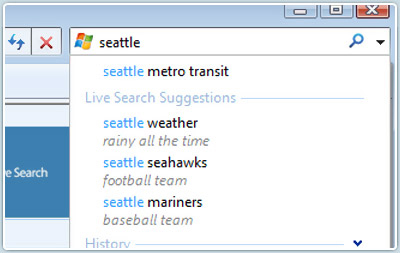 seattle
seattle metro transit
Live Search Suggestions
seattle weather
rainy all the time
seattle seahawks
football team
e Search
seattle mariners
baseball team
History